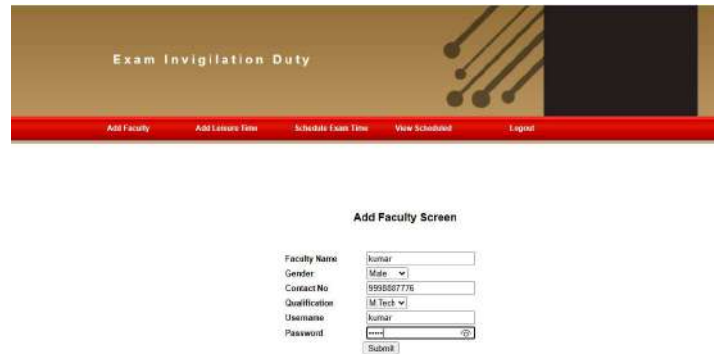 Exam Invigilation Duty
Add Faculty Add Leisure Time Schedule Exam Time View Scheduled Logout
Add Faculty Screen
Faculty Name kumar
Gender Male
Contact No 9998887776
Qualification M.Tech
Username kumar
Password •••••
Submit